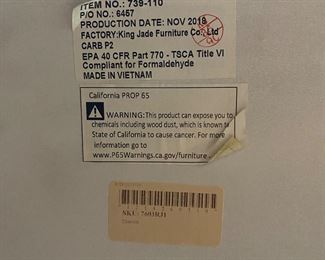 ITEM NO.: 739-110
P/O NO.: 6457
PRODUCTION DATE: NOV 2018
FACTORY:King Jade Furniture Co., Ltd
CARB P2
EPA 40 CFR Part 770 - TSCA Title VI
Compliant for Formaldehyde
MADE IN VIETNAM
California PROP 65
WARNING:This product can expose you to
chemicals including wood dust, which is known to
State of California to cause cancer. For more
information go to
www.P65Warnings.ca.gov/furniture
SKU: 7603RJ1